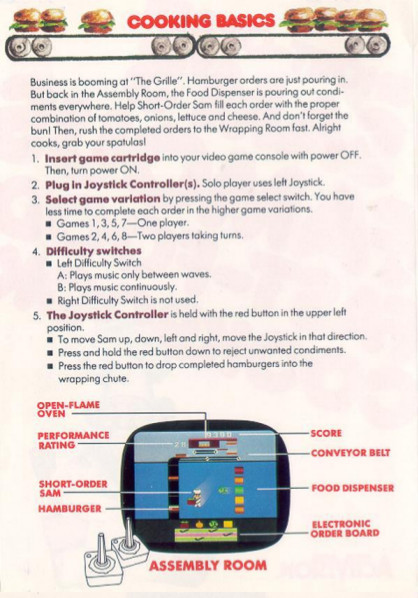 COOKING BASICS
Business is booming at "The Grille". Hamburger orders are just pouring in.
But back in the Assembly Room, the Food Dispenser is pouring out condi-
ments everywhere. Help Short-Order Sam fill each order with the proper
combination of tomatoes, onions, lettuce and cheese. And don't forget the
bun! Then, rush the completed orders to the Wrapping Room fast. Alright
cooks, grab your spatulas!
1. Insert game cartridge into your video game console with power OFF.
Then, turn power ON.
2. Plug in Joystick Controller(s). Solo player uses left Joystick.
3. Select game variation by pressing the game select switch. You have
less time to complete each order in the higher game variations.
■ Games 1, 3, 5, 7—One player.
■ Games 2, 4, 6, 8—Two players taking turns.
4. Difficulty switches
■ Left Difficulty Switch
A: Plays music only between waves.
B: Plays music continuously.
■ Right Difficulty Switch is not used.
5. The Joystick Controller is held with the red button in the upper left
position.
■ To move Sam up, down, left and right, move the Joystick in that direction.
■ Press and hold the red button down to reject unwanted condiments.
■ Press the red button to drop completed hamburgers into the
wrapping chute.
OPEN-FLAME
OVEN
PERFORMANCE
RATING
SCORE
CONVEYOR BELT
SHORT-ORDER
SAM
FOOD DISPENSER
HAMBURGER
ELECTRONIC
ORDER BOARD
ASSEMBLY ROOM